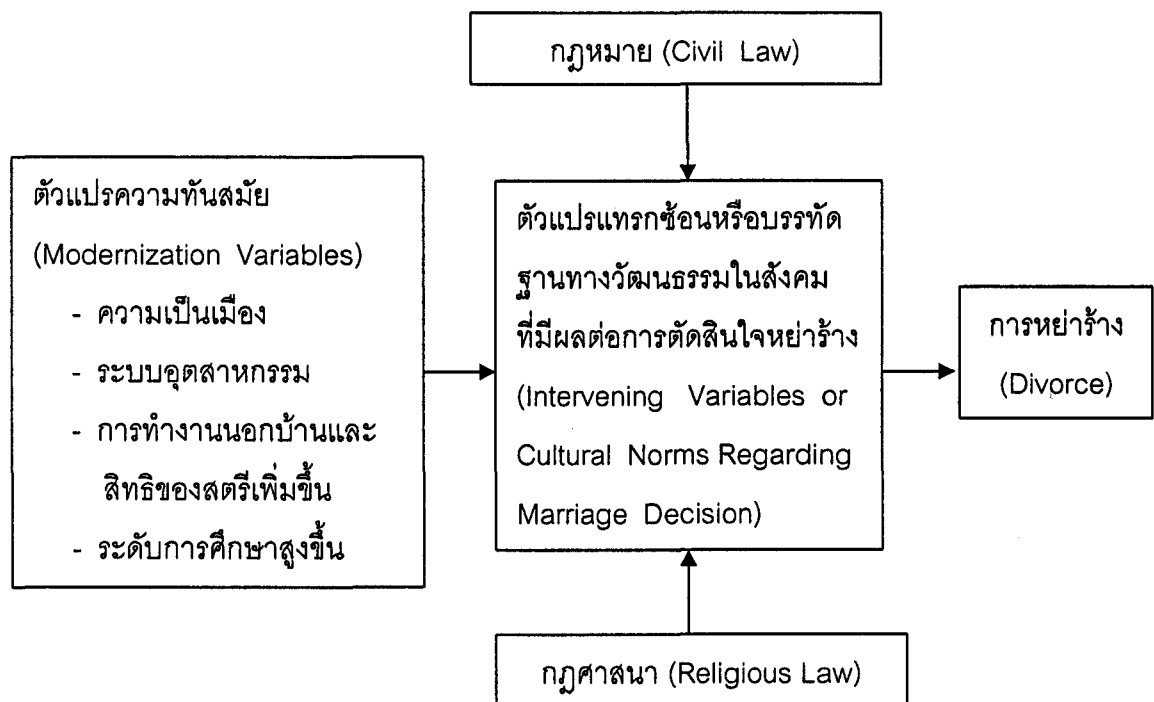 กฎหมาย (Civil Law)
ตัวแปรความทันสมัย
(Modernization Variables)
- ความเป็นเมือง
- ระบบอุตสาหกรรม
- การทำงานนอกบ้านและ
สิทธิของสตรีเพิ่มขึ้น
- ระดับการศึกษาสูงขึ้น
ตัวแปรแทรกซ้อนหรือบรรทัด
ฐานทางวัฒนธรรมในสังคม
ที่มีผลต่อการตัดสินใจหย่าร้าง
(Intervening Variables or
Cultural Norms Regarding
Marriage Decision)
การหย่าร้าง
(Divorce)
กฎศาสนา (Religious Law)